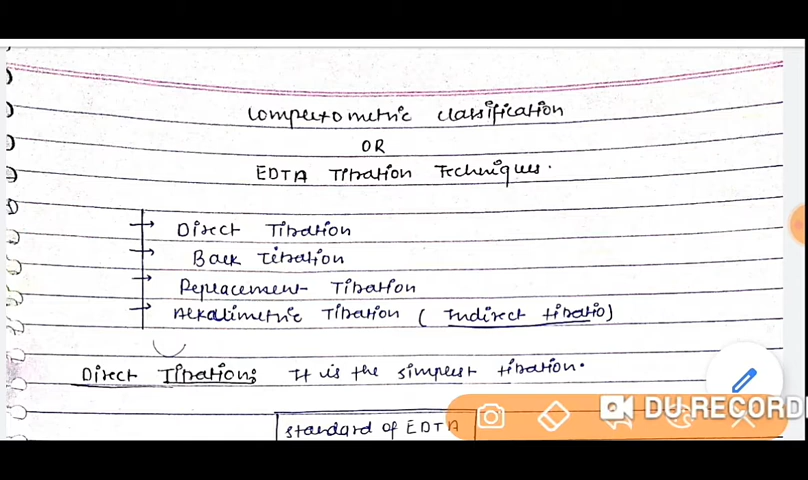 Complexometric classification
OR
EDTA Titration Techniques.
→ Direct Titration
→ Back titration
→ Replacement Titration
→ Alkalimetric Titration ( Indirect titratio)
Direct Titration; It is the simplest titration.
standard of EDTA
DU RECORD